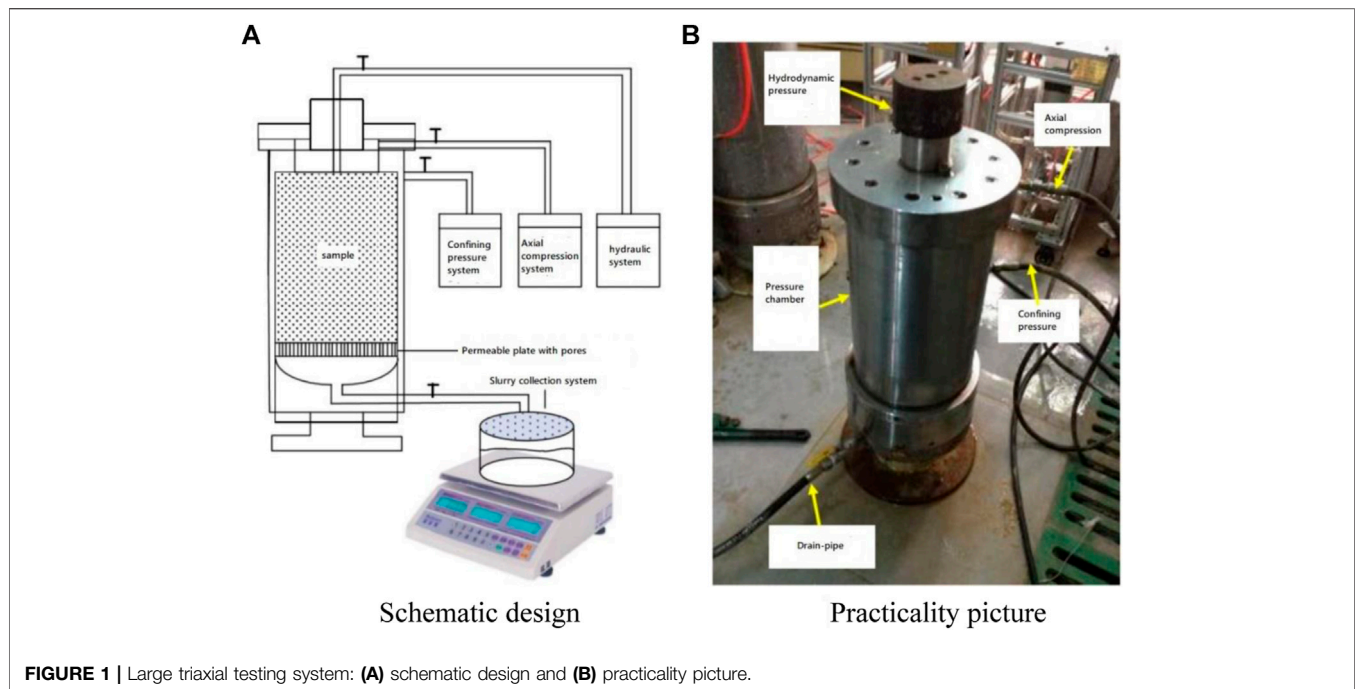 A
B
sample
Confining
pressure
system
Axial
compression
system
hydraulic
system
Permeable plate with pores
Slurry collection system
Schematic design
Hydrodynamic
pressure
Axial
compression
Pressure
chamber
Confining
pressure
Drain-pipe
Practicality picture
FIGURE 1 | Large triaxial testing system: (A) schematic design and (B) practicality picture.